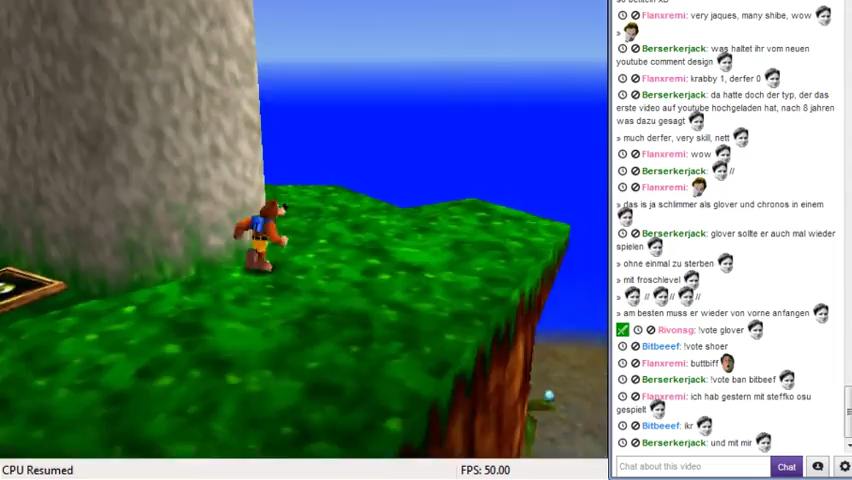 Flanxremi: very jaques, many shibe, wow
»
Berserkerjack: was haltet ihr vom neuen
youtube comment design
Flanxremi: krabby 1, derfer 0
Berserkerjack: da hatte doch der typ, der das
erste video auf youtube hochgeladen hat, nach 8 jahren
was dazu gesagt
» much derfer, very skill, nett
Flanxremi: wow
Berserkerjack: //
Flanxremi:
» das is ja schlimmer als glover und chronos in einem
Berserkerjack: glover sollte er auch mal wieder
spielen
» ohne einmal zu sterben
» mit froschlevel
» // // //
» am besten muss er wieder von vorne anfangen
Rivonsg: !vote glover
Bitbeeef: !vote shoer
Flanxremi: buttbiff
Berserkerjack: !vote ban bitbeef
Flanxremi: ich hab gestern mit steffko osu
gespielt
Bitbeeef: ikr
Berserkerjack: und mit mir
Chat about this video
Chat
CPU Resumed
FPS: 50.00